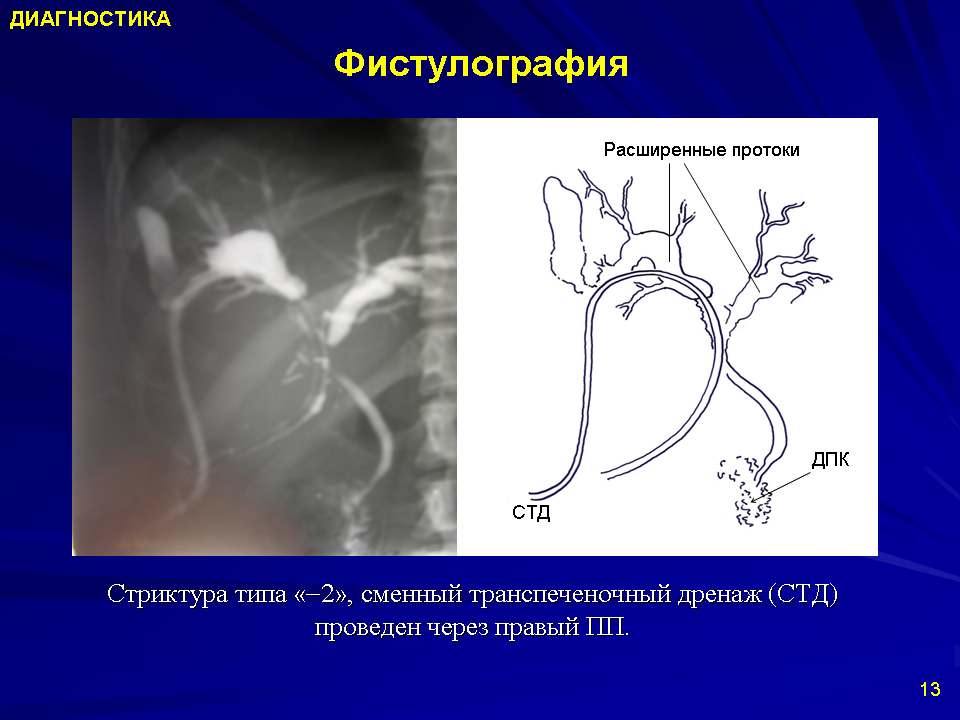 ДИАГНОСТИКА
Фистулография
Расширенные протоки
ДПК
СТД
Стриктура типа «–2», сменный транспеченочный дренаж (СТД)
проведен через правый ПП.
13